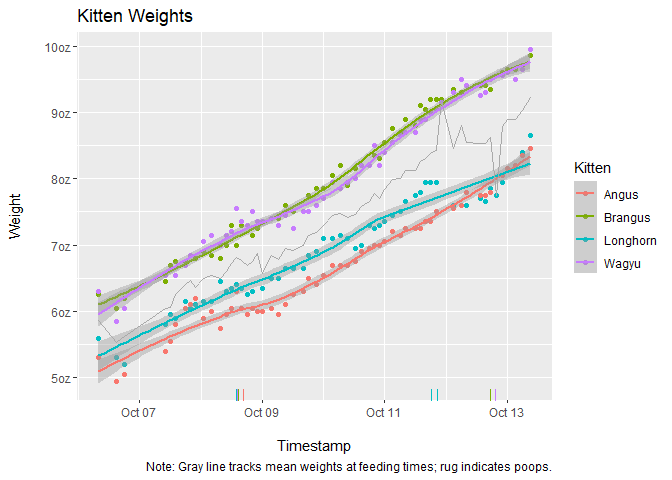 Kitten Weights
10oz
9oz
8oz
7oz
6oz
5oz
Weight
Oct 07
Oct 09
Oct 11
Oct 13
Timestamp
Kitten
Angus
Brangus
Longhorn
Wagyu
Note: Gray line tracks mean weights at feeding times; rug indicates poops.